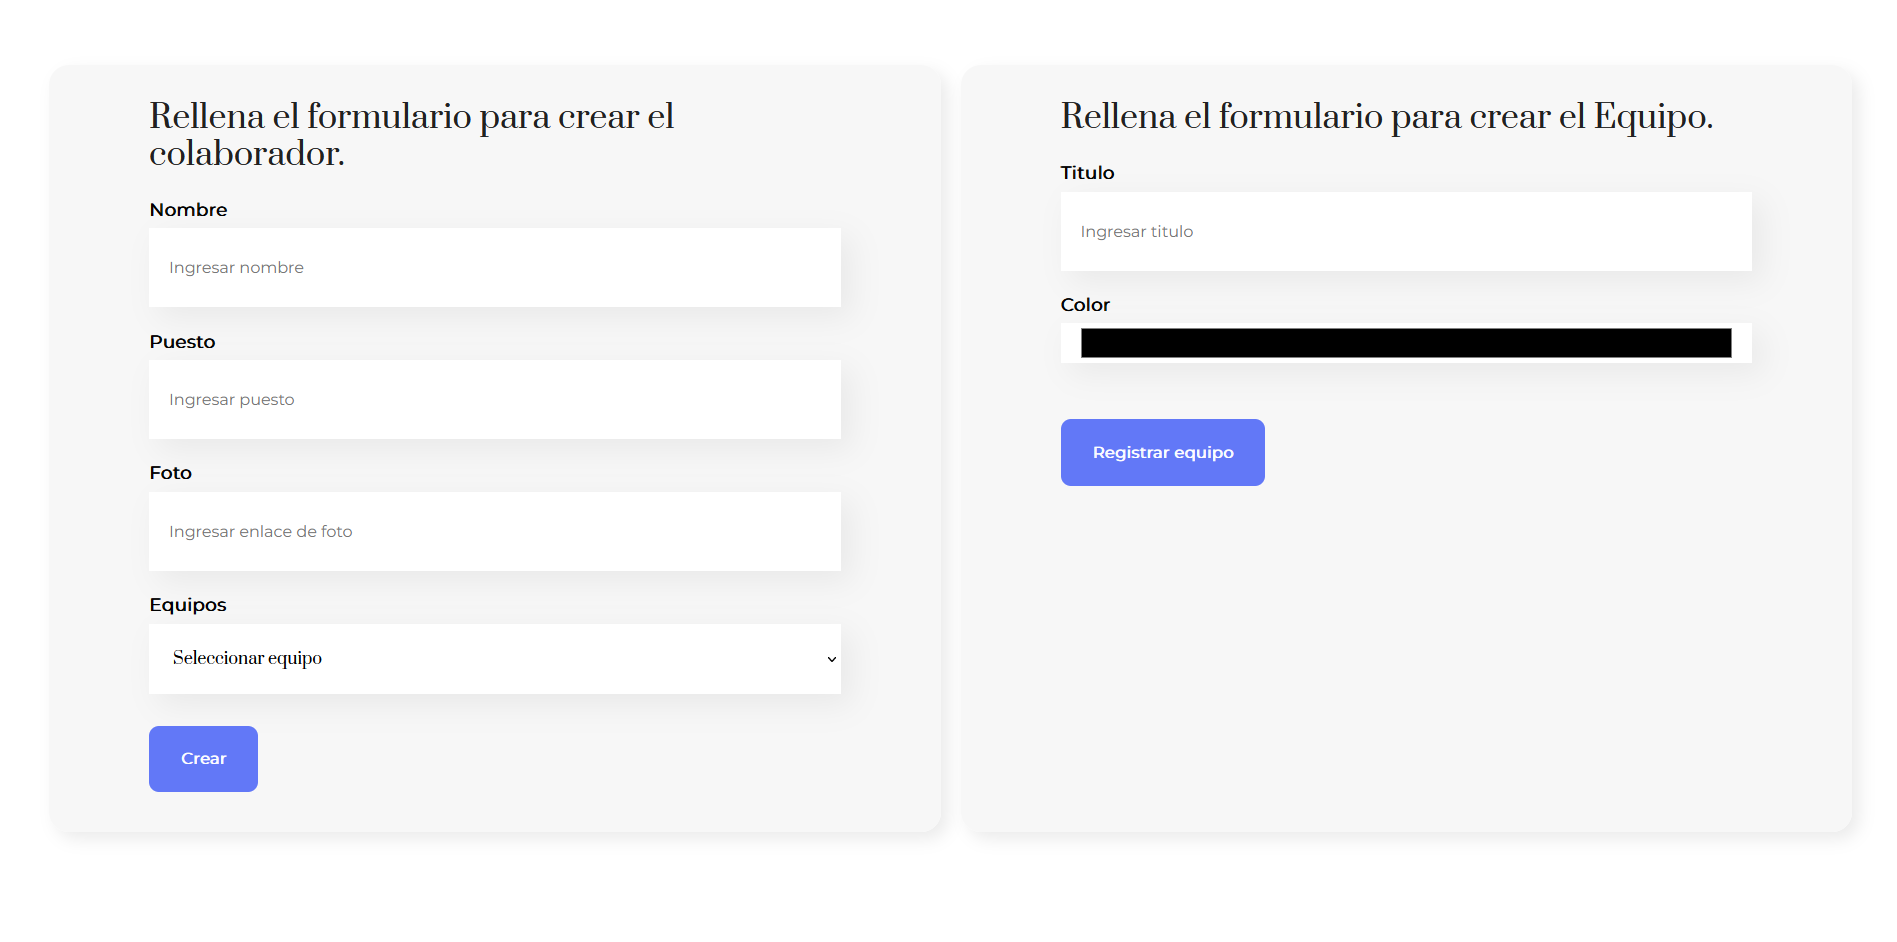 Rellena el formulario para crear el
colaborador.
Nombre
Ingresar nombre
Puesto
Ingresar puesto
Foto
Ingresar enlace de foto
Equipos
Seleccionar equipo
Crear
Rellena el formulario para crear el Equipo.
Titulo
Ingresar titulo
Color
Registrar equipo